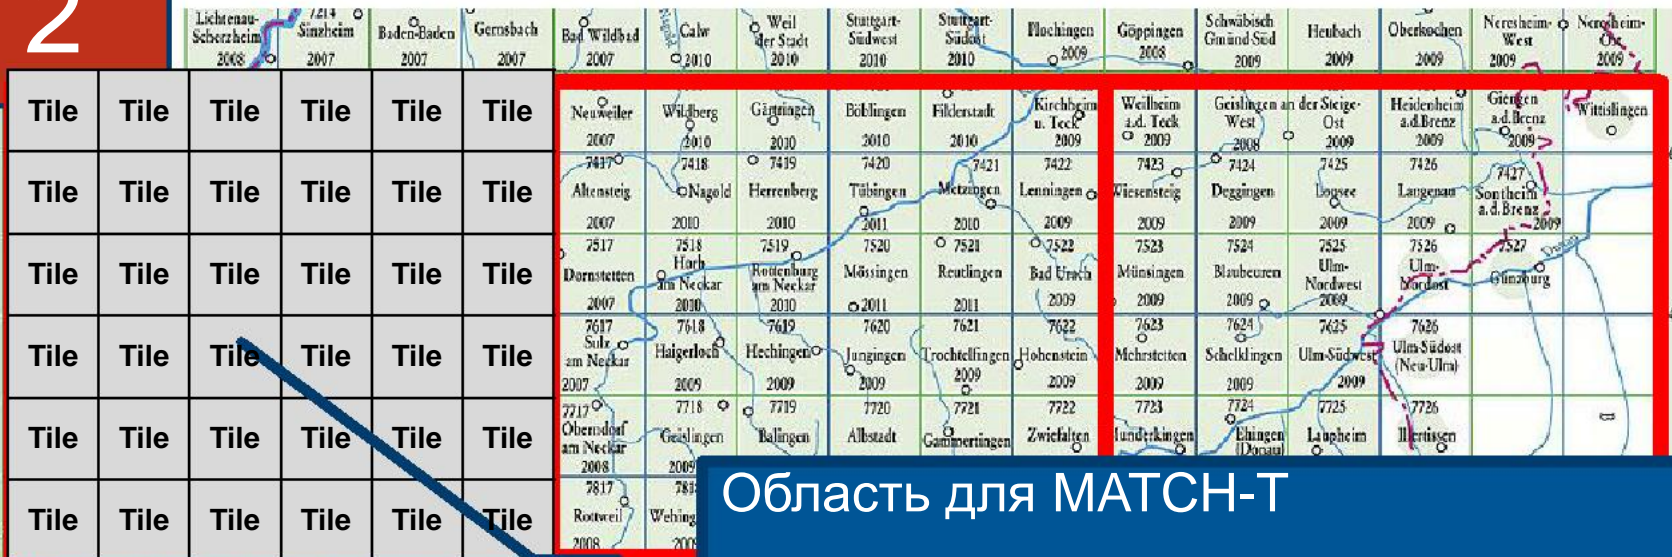 2
Lichtenau-
Scherzheim
2008
7214
Sinzheim
2007
Baden-Baden
2007
Gernsbach
2007
Bad Wildbad
2007
Calw
2010
Weil
der Stadt
2010
Stuttgart-
Südwest
2010
Stuttgart-
Südost
2010
Plochingen
2009
Göppingen
2008
Schwäbisch
Gmünd-Süd
2009
Heubach
2009
Oberkochen
2009
Neresheim-
West
2009
Neresheim-
Ost
2009
Tile Tile Tile Tile Tile Tile
Neuweiler
2007
Wildberg
2010
Gärtringen
2010
Böblingen
2010
Filderstadt
2010
Kirchheim
u. Teck
2009
Weilheim
a.d. Teck
2009
Geislingen an der Steige-
West
2008
Ost
2009
Heidenheim
a.d.Brenz
2009
Giengen
a.d.Brenz
2009
Wittislingen
Tile Tile Tile Tile Tile Tile
7417
Altensteig
2007
7418
Nagold
2010
7419
Herrenberg
2010
7420
Tübingen
2011
7421
Metzingen
2010
7422
Lenningen
2009
7423
Wiesensteig
2009
7424
Deggingen
2009
7425
Lonsee
2009
7426
Langenau
2009
7427
Sontheim
a.d.Brenz
2009
Tile Tile Tile Tile Tile Tile
7517
Dornstetten
2007
7518
Horb
am Neckar
2010
7519
Rottenburg
am Neckar
2010
7520
Mössingen
2011
7521
Reutlingen
2011
7522
Bad Urach
2009
7523
Münsingen
2009
7524
Blaubeuren
2009
7525
Ulm-
Nordwest
2009
7526
Ulm-
Nordost
7527
Günzburg
Donau
Tile Tile Tile Tile Tile Tile
7617
Sulz
am Neckar
2007
7618
Haigerloch
2009
7619
Hechingen
2009
7620
Jungingen
2009
7621
Trochtelfingen
2009
7622
Hohenstein
2009
7623
Mehrstetten
2009
7624
Schelklingen
2009
7625
Ulm-Südwest
2009
7626
Ulm-Südost
(Neu-Ulm)
Tile Tile Tile Tile Tile Tile
7717
Oberndorf
am Neckar
2008
7718
Geislingen
2009
7719
Balingen
7720
Albstadt
7721
Gammertingen
7722
Zwiefalten
7723
Munderkingen
7724
Ehingen
(Donau)
7725
Laupheim
7726
Illertissen
Tile Tile Tile Tile Tile Tile
7817
Rottweil
2008
781
Wehing
200
Область для MATCH-T